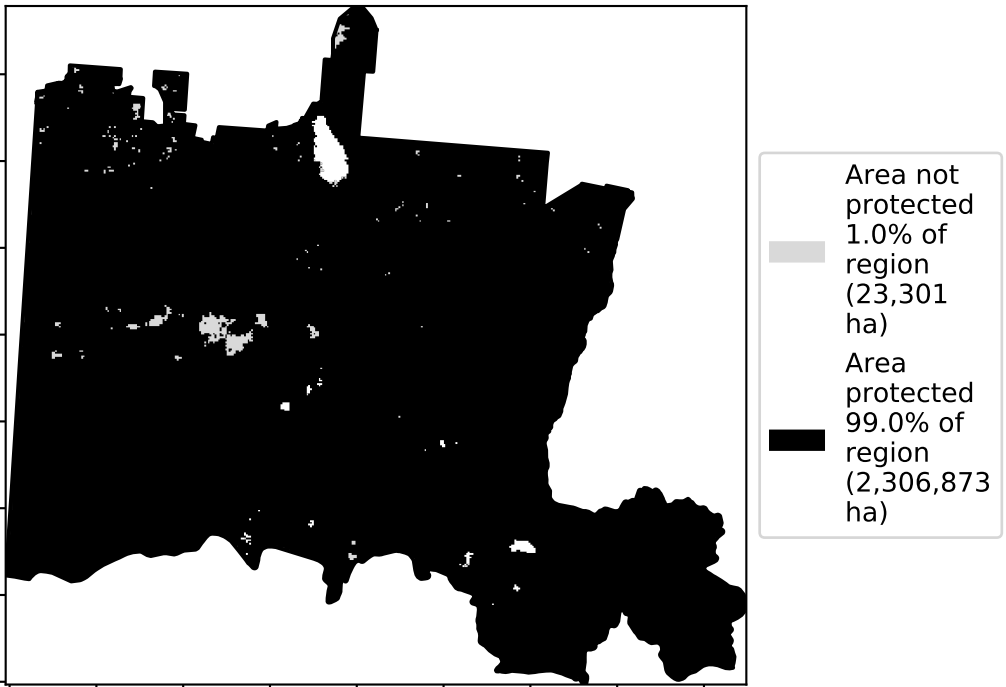 Area not
protected
1.0% of
region
(23,301
ha)
Area
protected
99.0% of
region
(2,306,873
ha)